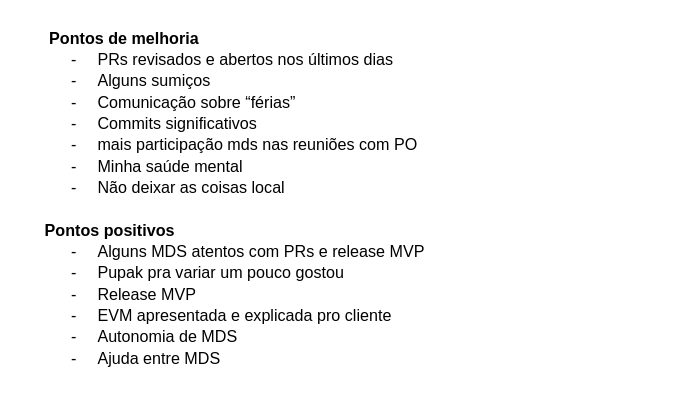 Pontos de melhoria
- PRs revisados e abertos nos últimos dias
- Alguns sumiços
- Comunicação sobre “férias”
- Commits significativos
- mais participação mds nas reuniões com PO
- Minha saúde mental
- Não deixar as coisas local
Pontos positivos
- Alguns MDS atentos com PRs e release MVP
- Pupak pra variar um pouco gostou
- Release MVP
- EVM apresentada e explicada pro cliente
- Autonomia de MDS
- Ajuda entre MDS